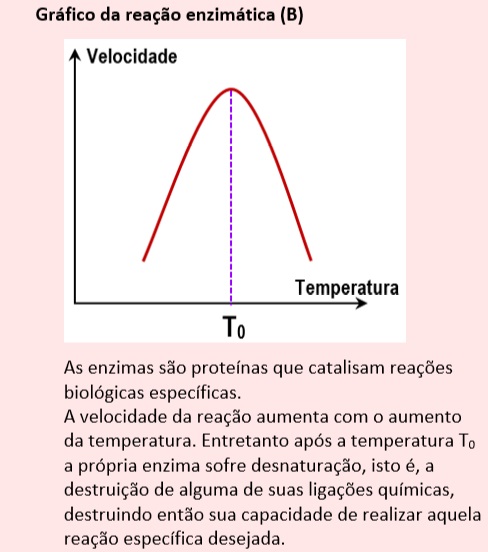 Gráfico da reação enzimática (B)
Velocidade
Temperatura
T₀
As enzimas são proteínas que catalisam reações
biológicas específicas.
A velocidade da reação aumenta com o aumento
da temperatura. Entretanto após a temperatura T₀
a própria enzima sofre desnaturação, isto é, a
destruição de alguma de suas ligações químicas,
destruindo então sua capacidade de realizar aquela
reação específica desejada.